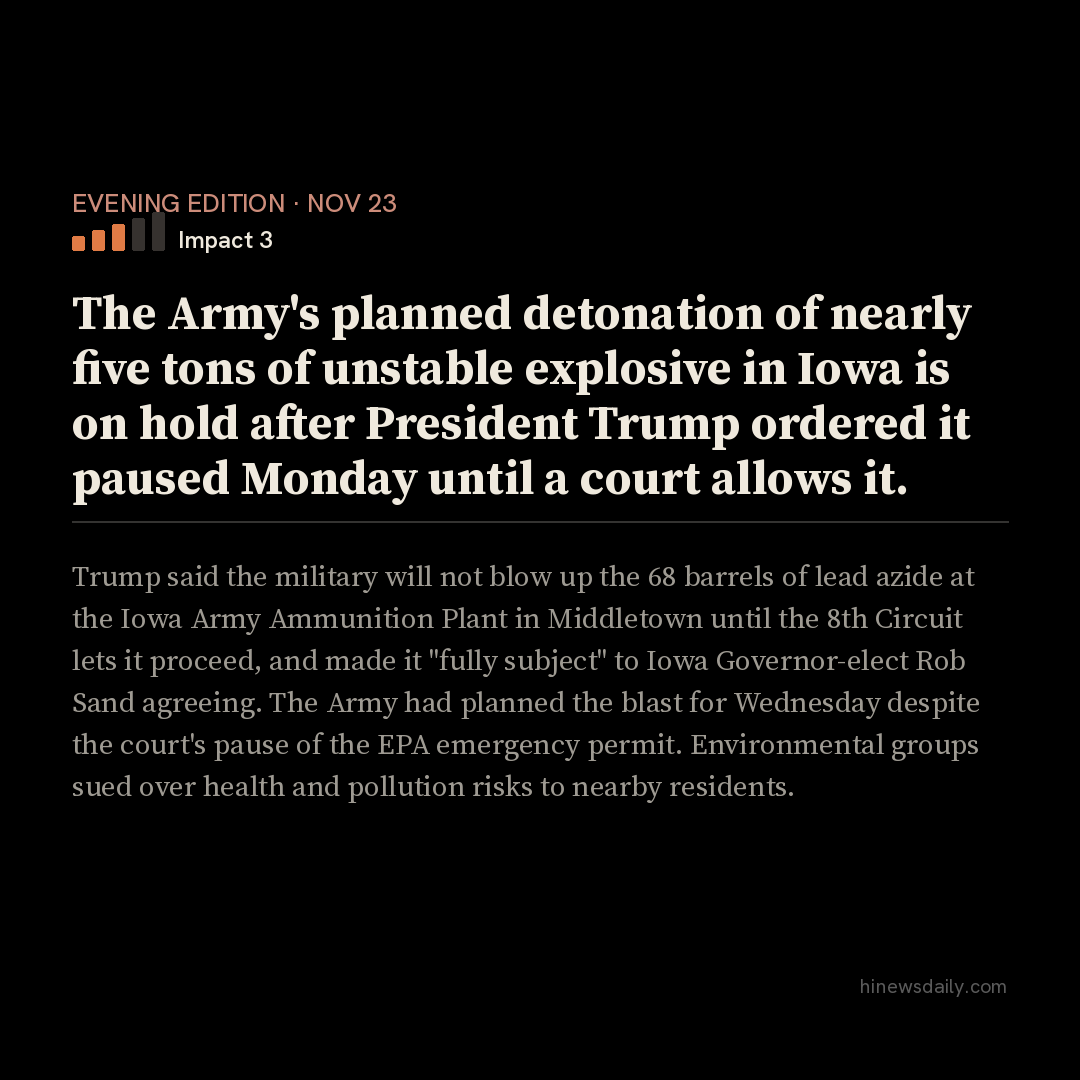 EVENING EDITION · NOV 23
Impact 3
The Army's planned detonation of nearly
five tons of unstable explosive in Iowa is
on hold after President Trump ordered it
paused Monday until a court allows it.
Trump said the military will not blow up the 68 barrels of lead azide at
the Iowa Army Ammunition Plant in Middletown until the 8th Circuit
lets it proceed, and made it "fully subject" to Iowa Governor-elect Rob
Sand agreeing. The Army had planned the blast for Wednesday despite
the court's pause of the EPA emergency permit. Environmental groups
sued over health and pollution risks to nearby residents.
hinewsdaily.com